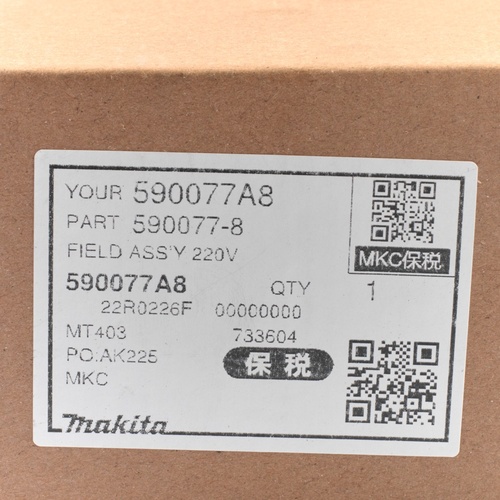 YOUR 590077A8
PART 590077-8
FIELD ASS'Y 220V
MKC保税
590077A8 QTY 1
22R0226F 00000000
MT403 733604
PO:AK225 保税
MKC
makita